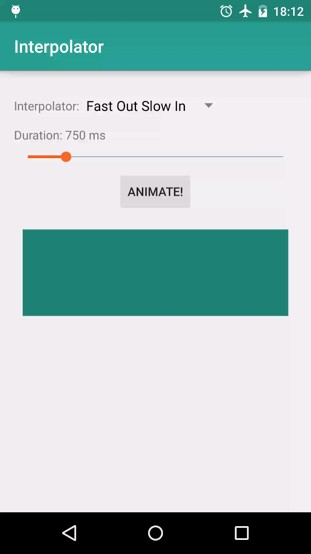 18:12
Interpolator
Interpolator: Fast Out Slow In
Duration: 750 ms
ANIMATE!